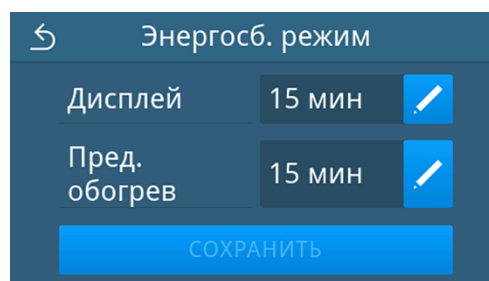 Энергосб. режим
Дисплей 15 мин
Пред.
обогрев 15 мин
СОХРАНИТЬ